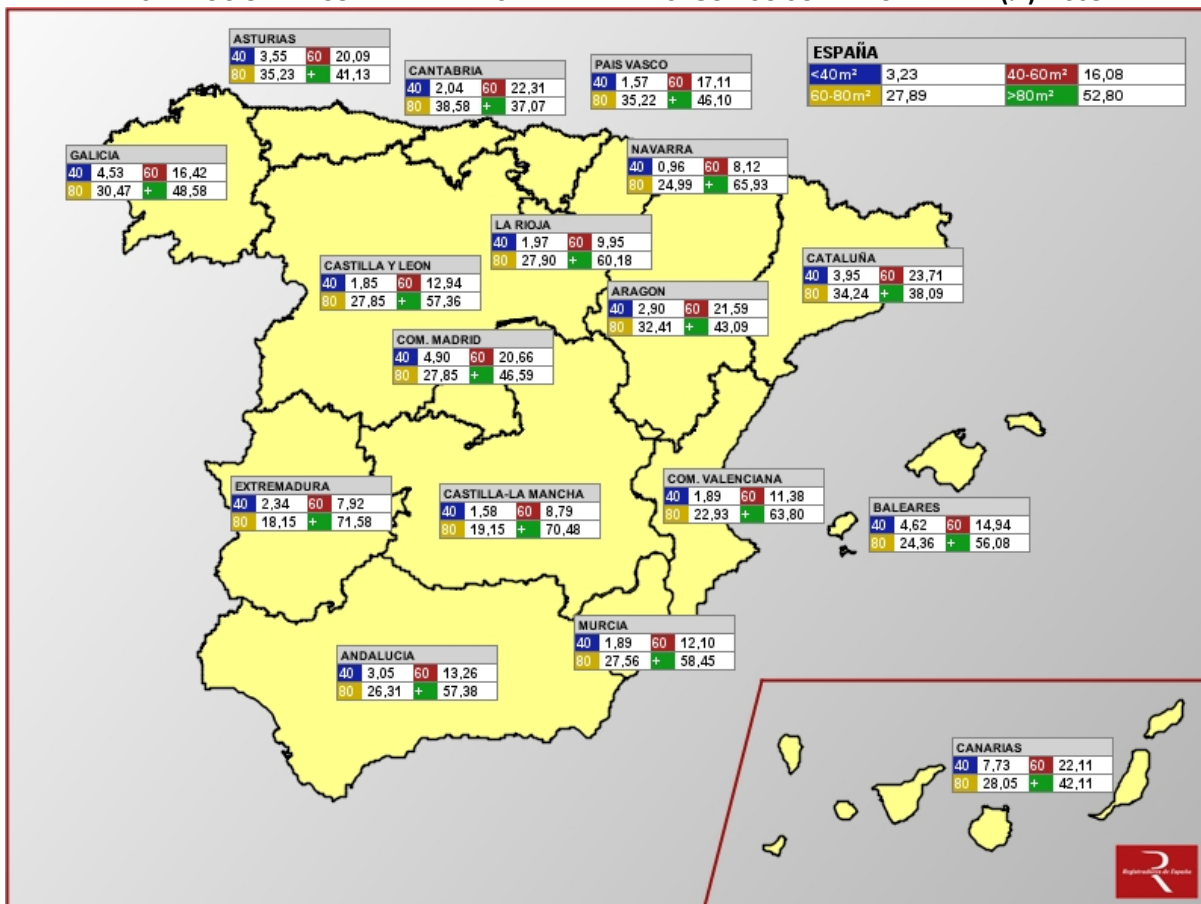 ESPAÑA
<40m² 3,23 40-60m² 16,08
60-80m² 27,89 >80m² 52,80
ASTURIAS
40 3,55 60 20,09
80 35,23 + 41,13
CANTABRIA
40 2,04 60 22,31
80 38,58 + 37,07
PAIS VASCO
40 1,57 60 17,11
80 35,22 + 46,10
GALICIA
40 4,53 60 16,42
80 30,47 + 48,58
NAVARRA
40 0,96 60 8,12
80 24,99 + 65,93
LA RIOJA
40 1,97 60 9,95
80 27,90 + 60,18
CASTILLA Y LEON
40 1,85 60 12,94
80 27,85 + 57,36
CATALUÑA
40 3,95 60 23,71
80 34,24 + 38,09
ARAGON
40 2,90 60 21,59
80 32,41 + 43,09
COM. MADRID
40 4,90 60 20,66
80 27,85 + 46,59
EXTREMADURA
40 2,34 60 7,92
80 18,15 + 71,58
CASTILLA-LA MANCHA
40 1,58 60 8,79
80 19,15 + 70,48
COM. VALENCIANA
40 1,89 60 11,38
80 22,93 + 63,80
BALEARES
40 4,62 60 14,94
80 24,36 + 56,08
MURCIA
40 1,89 60 12,10
80 27,56 + 58,45
ANDALUCIA
40 3,05 60 13,26
80 26,31 + 57,38
CANARIAS
40 7,73 60 22,11
80 28,05 + 42,11
R
Registradores de España